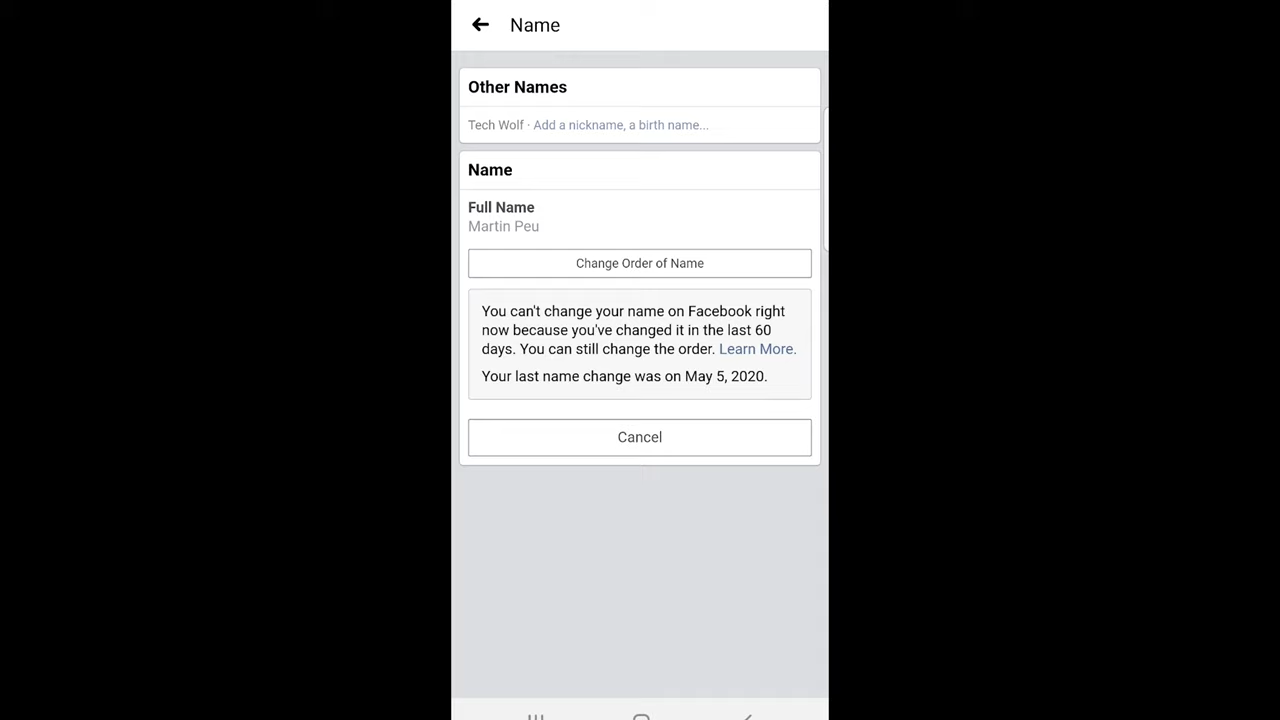 Name
Other Names
Tech Wolf · Add a nickname, a birth name...
Name
Full Name
Martin Peu
Change Order of Name
You can't change your name on Facebook right
now because you've changed it in the last 60
days. You can still change the order. Learn More.
Your last name change was on May 5, 2020.
Cancel